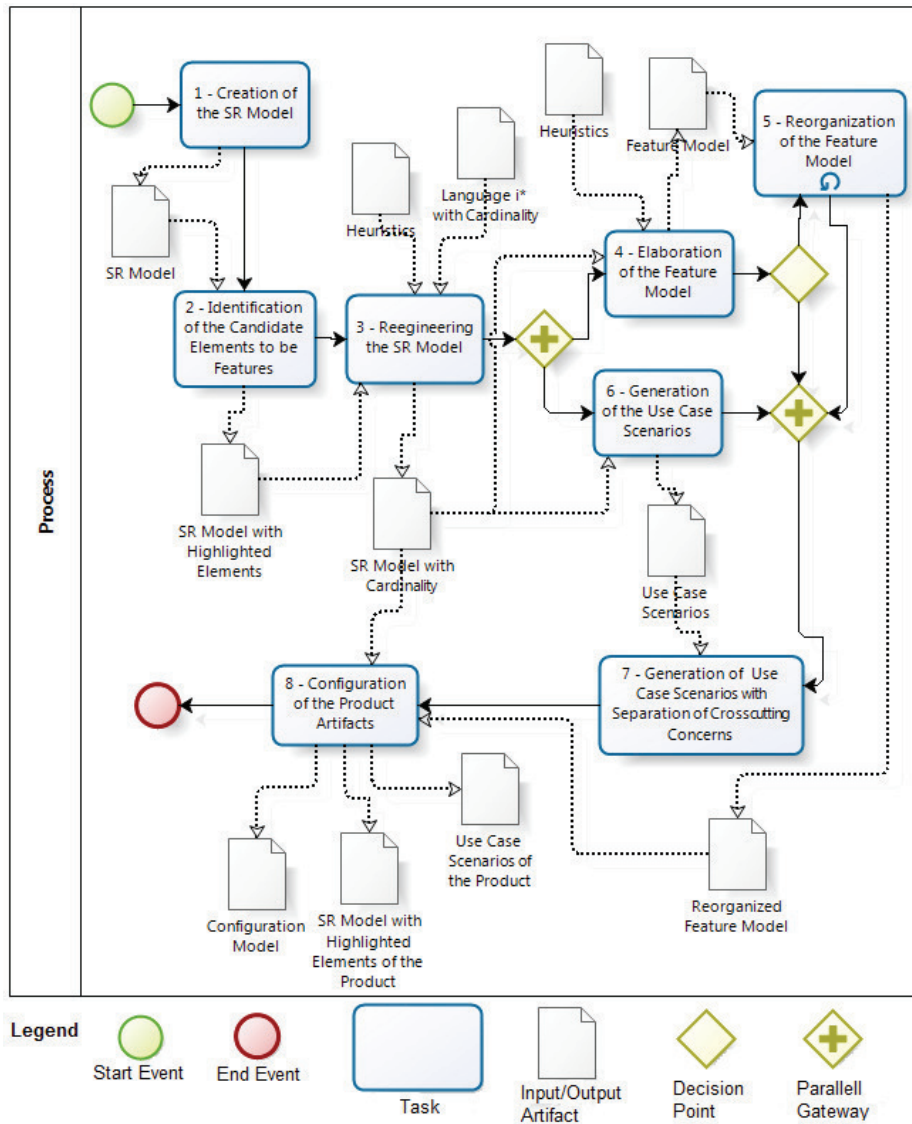 Process
1 - Creation of
the SR Model
SR Model
2 - Identification
of the Candidate
Elements to be
Features
Heuristics
Language i*
with Cardinality
3 - Reegineering
the SR Model
Heuristics
Feature Model
4 - Elaboration
of the Feature
Model
5 - Reorganization
of the Feature
Model
6 - Generation
of the Use Case
Scenarios
SR Model with
Highlighted
Elements
SR Model with
Cardinality
Use Case
Scenarios
7 - Generation of Use
Case Scenarios with
Separation of Crosscutting
Concerns
8 - Configuration
of the Product
Artifacts
Configuration
Model
SR Model with
Highlighted
Elements of the
Product
Use Case
Scenarios of
the Product
Reorganized
Feature Model
Legend
Start Event
End Event
Task
Input/Output
Artifact
Decision
Point
Parallell
Gateway